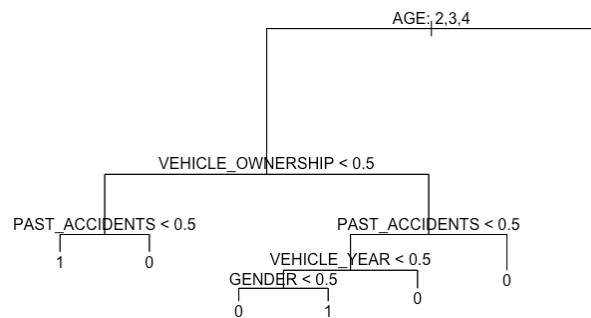 AGE: 2,3,4
VEHICLE_OWNERSHIP < 0.5
PAST_ACCIDENTS < 0.5
PAST_ACCIDENTS < 0.5
1
0
VEHICLE_YEAR < 0.5
0
GENDER < 0.5
0
0
1